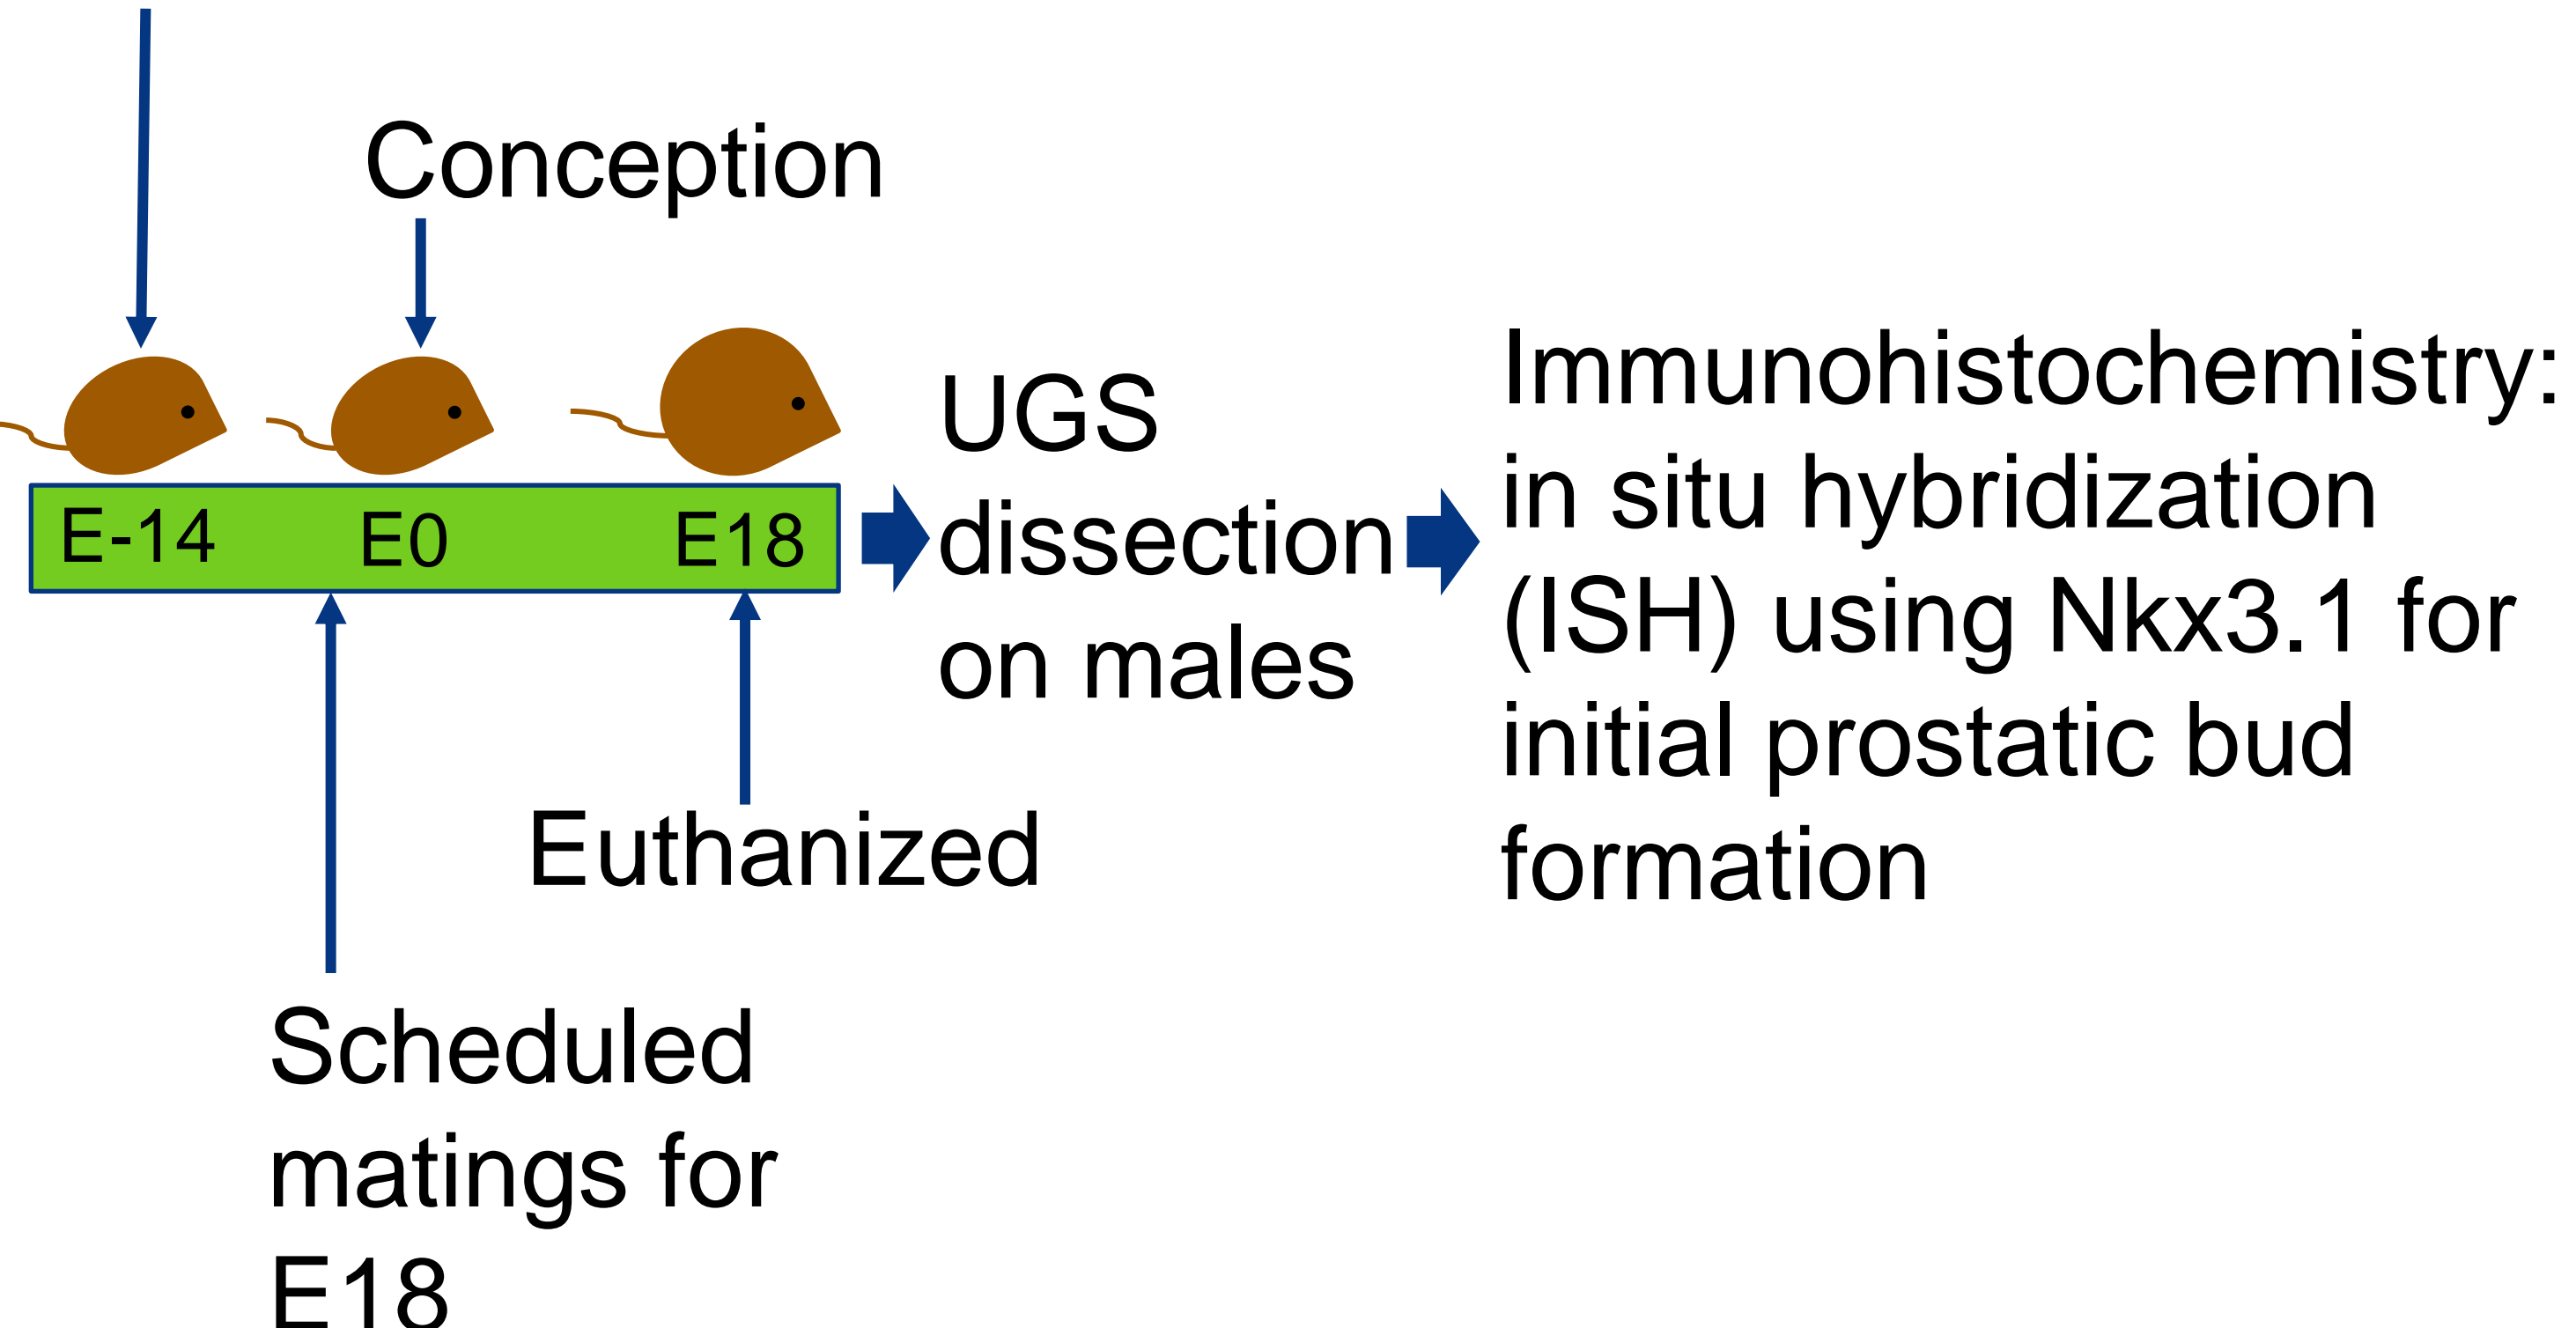 Conception
E-14
E0
E18
UGS
dissection
on males
Immunohistochemistry:
in situ hybridization
(ISH) using Nkx3.1 for
initial prostatic bud
formation
Euthanized
Scheduled
matings for
E18